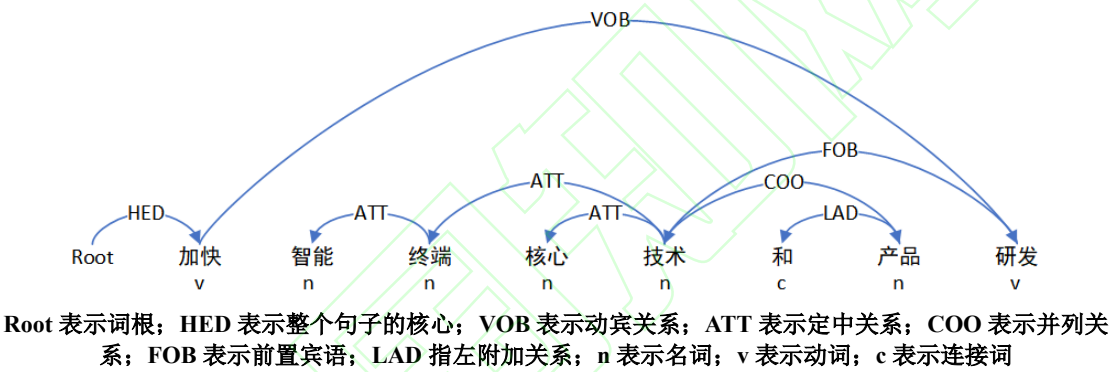 VOB
FOB
ATT COO
HED ATT ATT LAD
Root 加快 智能 终端 核心 技术 和 产品 研发
v n n n n c n v
Root 表示词根；HED 表示整个句子的核心；VOB 表示动宾关系；ATT 表示定中关系；COO 表示并列关
系；FOB 表示前置宾语；LAD 指左附加关系；n 表示名词；v 表示动词；c 表示连接词